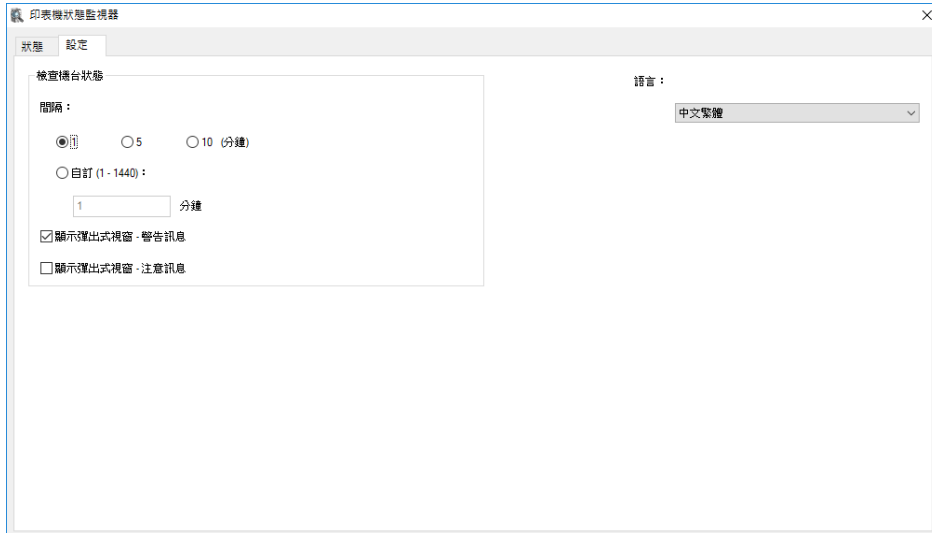 印表機狀態監視器
狀態 設定
檢查機台狀態
間隔：
1 5 10 (分鐘)
自訂 (1 - 1440)：
1 分鐘
顯示彈出式視窗 - 警告訊息
顯示彈出式視窗 - 注意訊息
語言：
中文繁體